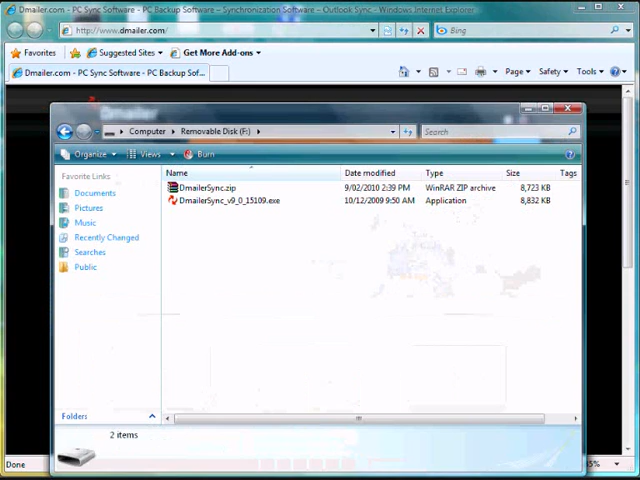 Dmailer.com - PC Sync Software - PC Backup Software – Synchronization Software – Outlook Sync - Windows Internet Explorer
http://www.dmailer.com/
Bing
Favorites Suggested Sites Get More Add-ons
Dmailer.com - PC Sync Software - PC Backup Sof...
Page Safety Tools
Dmailer
Computer Removable Disk (F:) Search
Organize Views Burn
Favorite Links
Documents
Pictures
Music
Recently Changed
Searches
Public
Folders
Name Date modified Type Size Tags
DmailerSync.zip 9/02/2010 2:39 PM WinRAR ZIP archive 8,723 KB
DmailerSync_v9_0_15109.exe 10/12/2009 9:50 AM Application 8,832 KB
2 items
Done